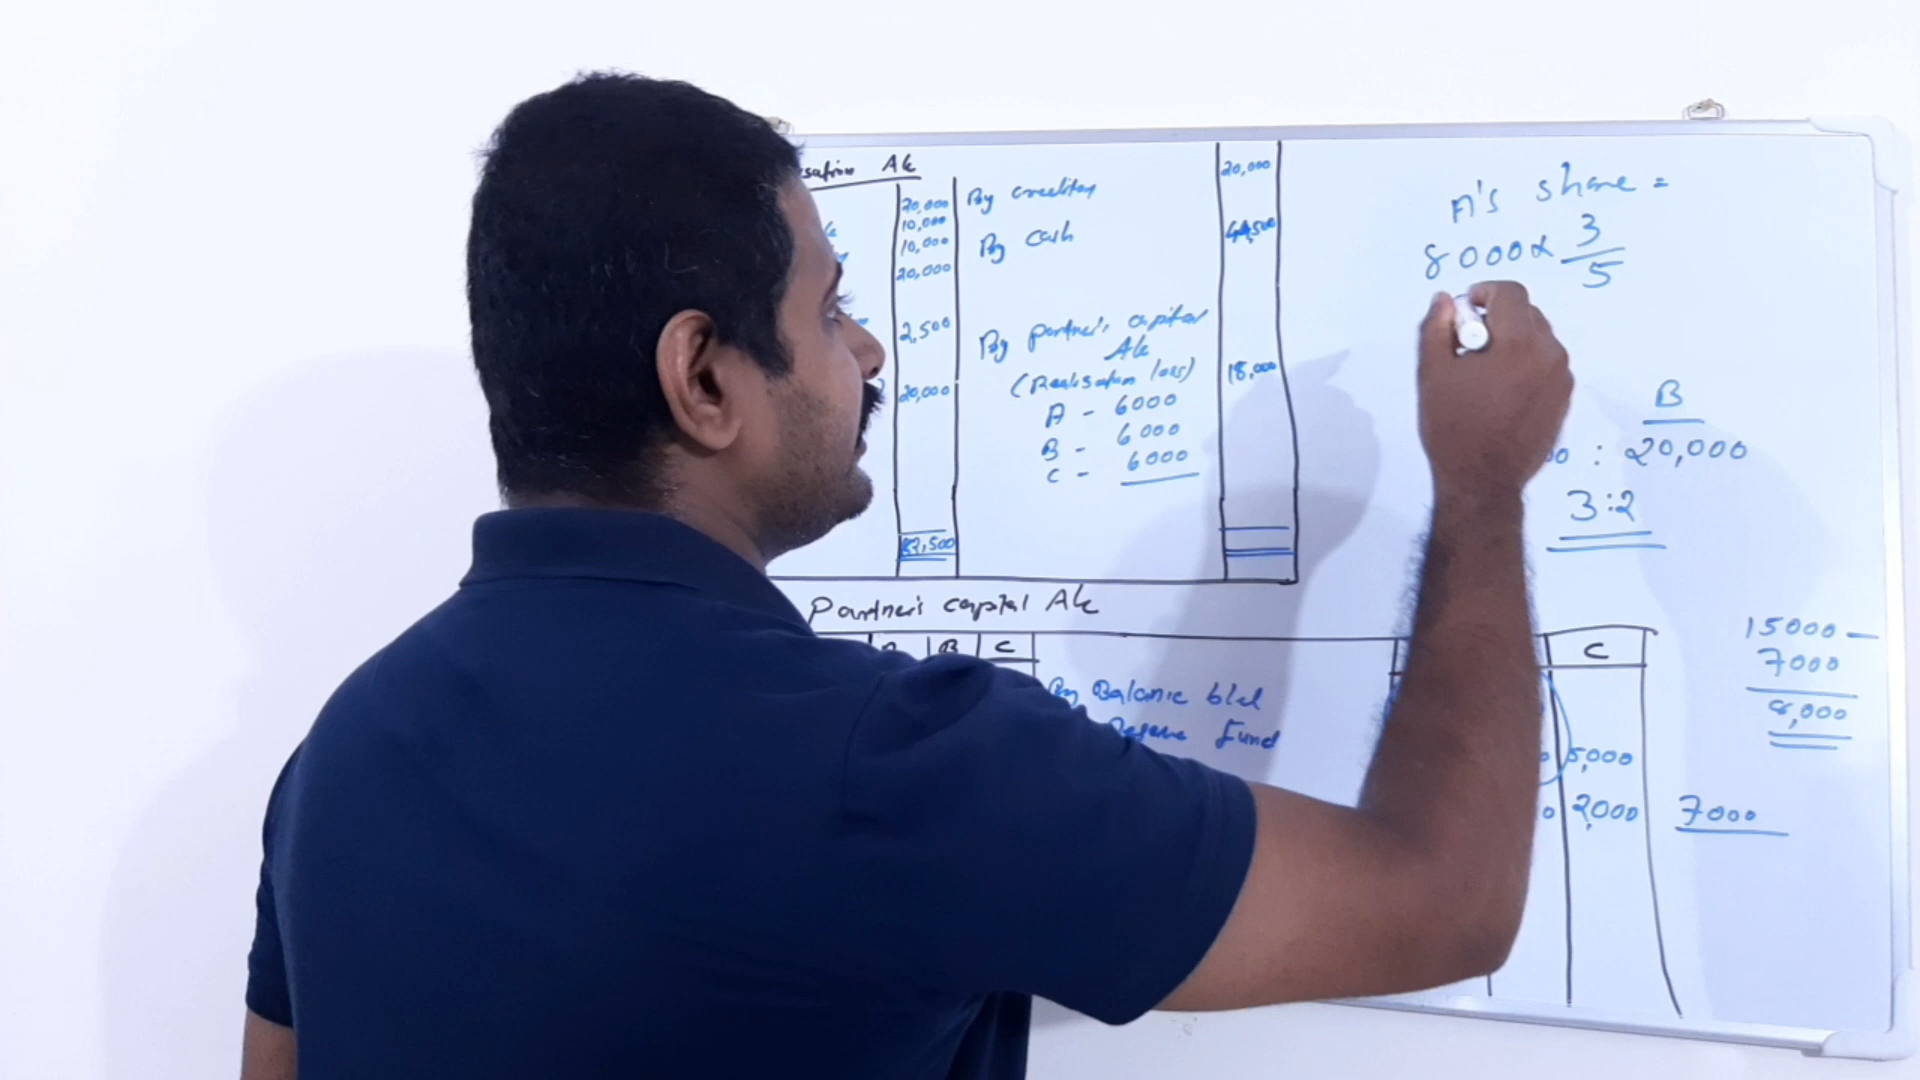 A/c
20,000
10,000
10,000
20,000
2,500
20,000
82,500
By creditors
By cash
By partner's capital
A/c
(Realisation loss)
A - 6000
B - 6000
C - 6000
20,000
44,500
18,000
Partner's capital A/c
B C
By Balance b/d
Reserve Fund
C
5,000
2,000
7000
A's share =
8000 x 3/5
B
: 20,000
3:2
15000 -
7000
8,000